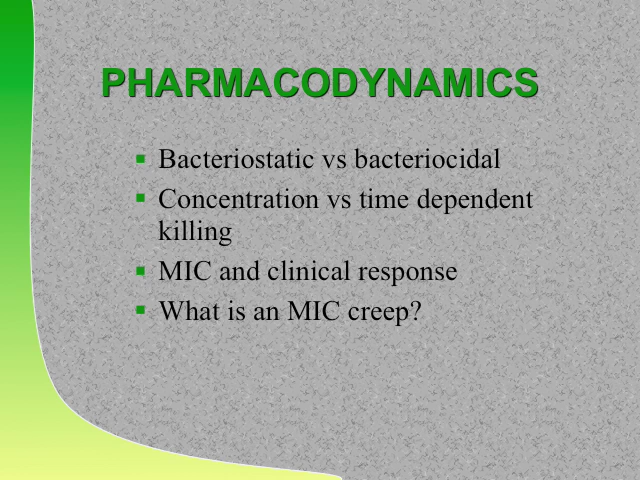 PHARMACODYNAMICS
Bacteriostatic vs bacteriocidal
Concentration vs time dependent
killing
MIC and clinical response
What is an MIC creep?